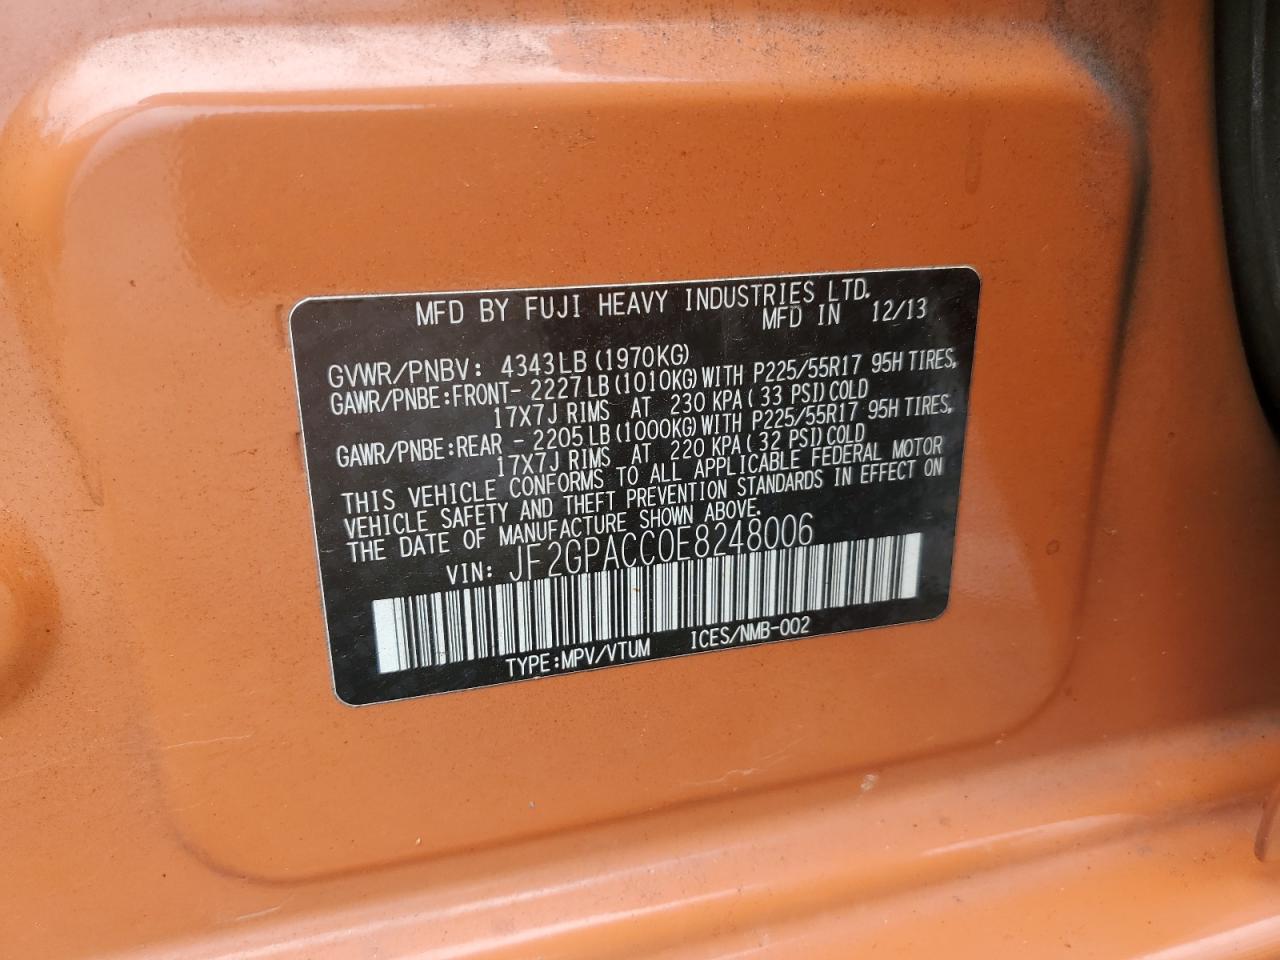 MFD BY FUJI HEAVY INDUSTRIES LTD.
MFD IN 12/13
GVWR/PNBV: 4343LB(1970KG)
GAWR/PNBE:FRONT- 2227LB(1010KG)WITH P225/55R17 95H TIRES,
17X7J RIMS AT 230 KPA( 33 PSI)COLD
GAWR/PNBE:REAR - 2205LB(1000KG)WITH P225/55R17 95H TIRES,
17X7J RIMS AT 220 KPA( 32 PSI)COLD
THIS VEHICLE CONFORMS TO ALL APPLICABLE FEDERAL MOTOR
VEHICLE SAFETY AND THEFT PREVENTION STANDARDS IN EFFECT ON
THE DATE OF MANUFACTURE SHOWN ABOVE.
VIN: JF2GPACC0E8248006
TYPE:MPV/VTUM ICES/NMB-002